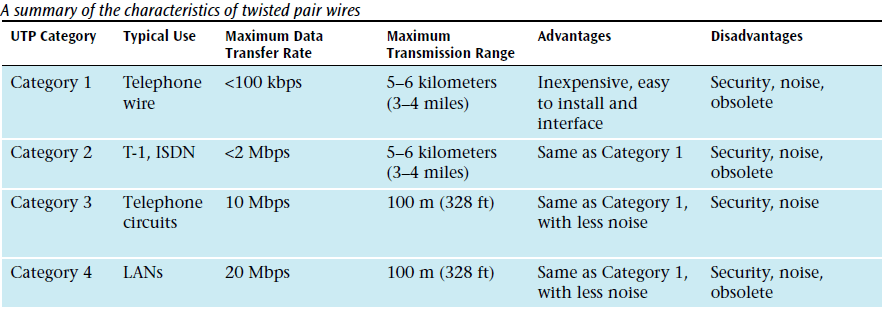 A summary of the characteristics of twisted pair wires
UTP Category Typical Use Maximum Data Transfer Rate Maximum Transmission Range Advantages Disadvantages
Category 1 Telephone wire <100 kbps 5–6 kilometers (3–4 miles) Inexpensive, easy to install and interface Security, noise, obsolete
Category 2 T-1, ISDN <2 Mbps 5–6 kilometers (3–4 miles) Same as Category 1 Security, noise, obsolete
Category 3 Telephone circuits 10 Mbps 100 m (328 ft) Same as Category 1, with less noise Security, noise
Category 4 LANs 20 Mbps 100 m (328 ft) Same as Category 1, with less noise Security, noise, obsolete